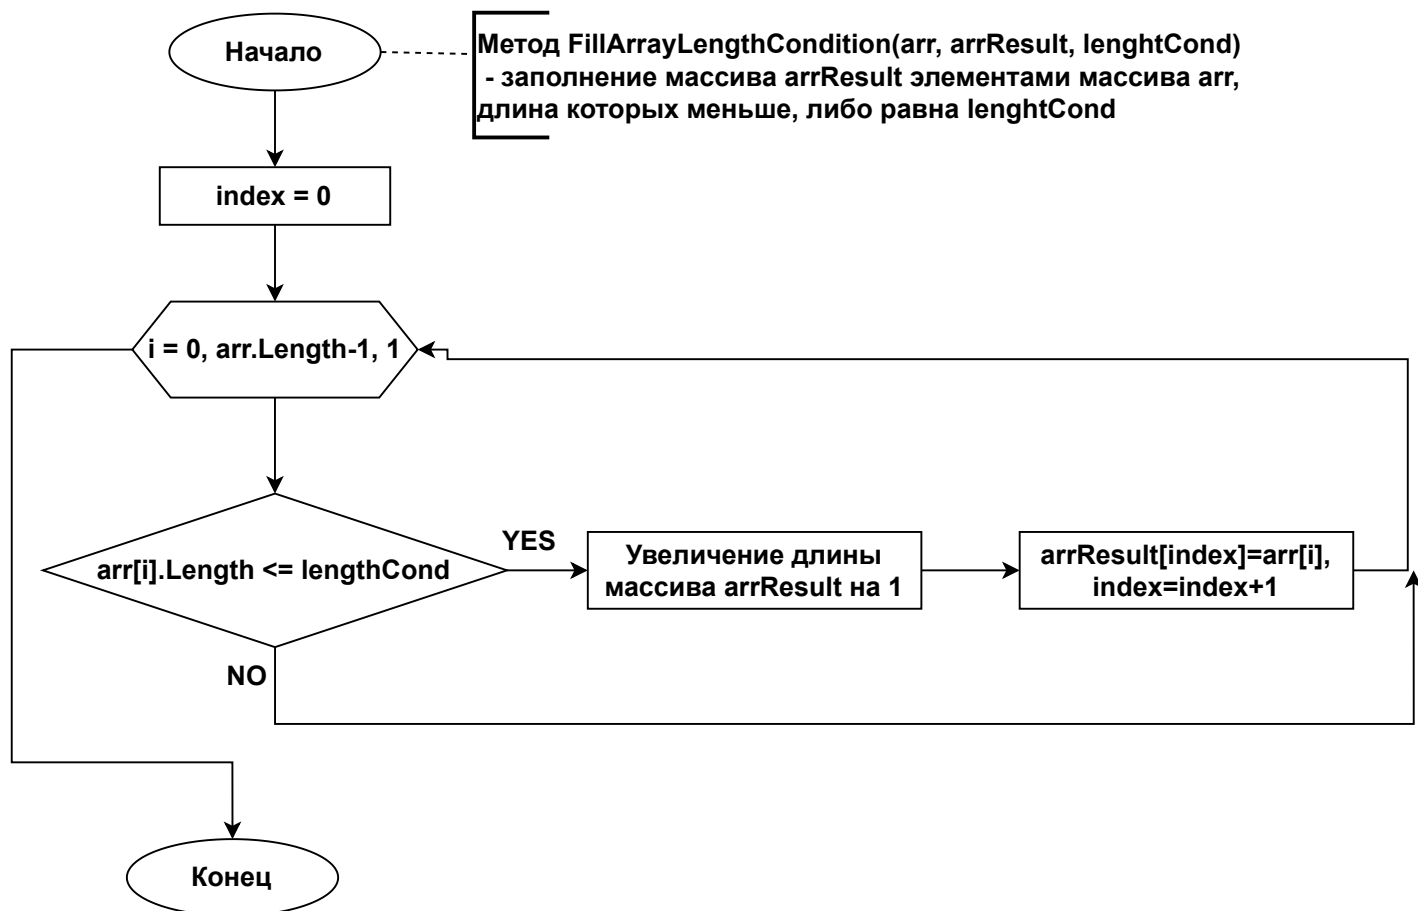 Начало
Метод FillArrayLengthCondition(arr, arrResult, lenghtCond)
- заполнение массива arrResult элементами массива arr,
длина которых меньше, либо равна lenghtCond
index = 0
i = 0, arr.Length-1, 1
arr[i].Length <= lengthCond
YES
Увеличение длины
массива arrResult на 1
arrResult[index]=arr[i],
index=index+1
NO
Конец